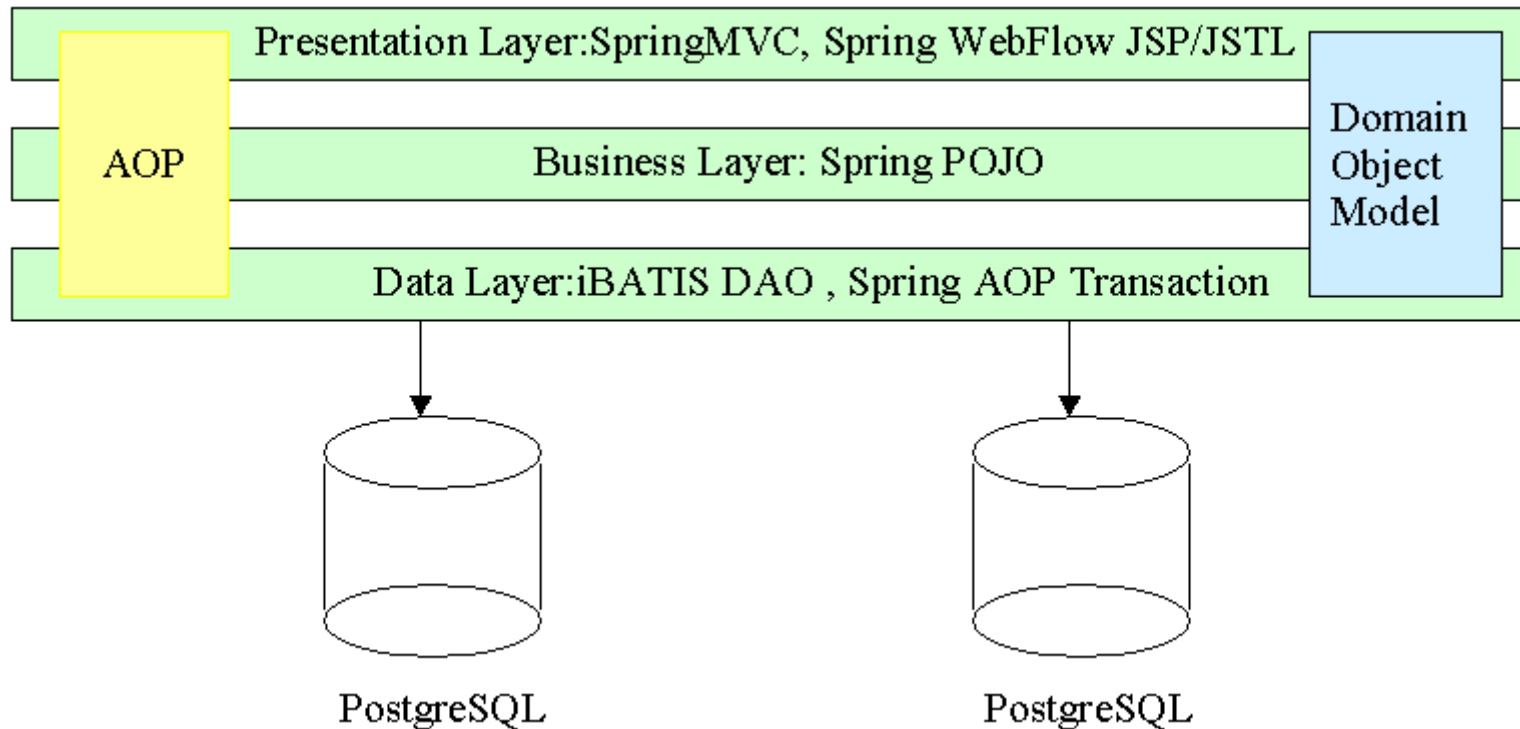 Presentation Layer:SpringMVC, Spring WebFlow JSP/JSTL
AOP
Business Layer: Spring POJO
Domain
Object
Model
Data Layer:iBATIS DAO , Spring AOP Transaction
PostgreSQL
PostgreSQL